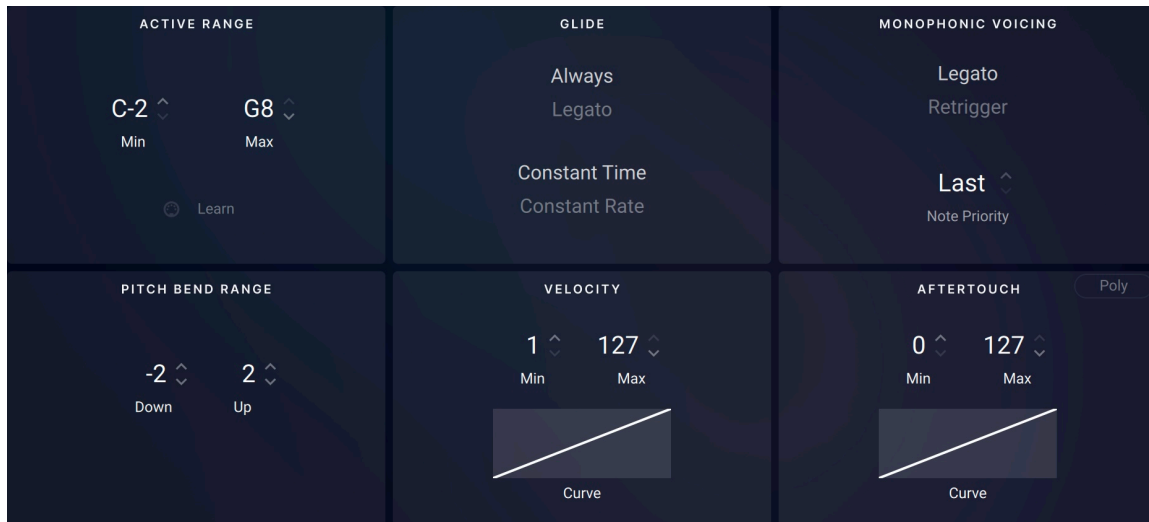 ACTIVE RANGE
C-2 G8
Min Max
Learn
GLIDE
Always
Legato
Constant Time
Constant Rate
MONOPHONIC VOICING
Legato
Retrigger
Last
Note Priority
PITCH BEND RANGE
-2 2
Down Up
VELOCITY
1 127
Min Max
Curve
AFTERTOUCH
Poly
0 127
Min Max
Curve